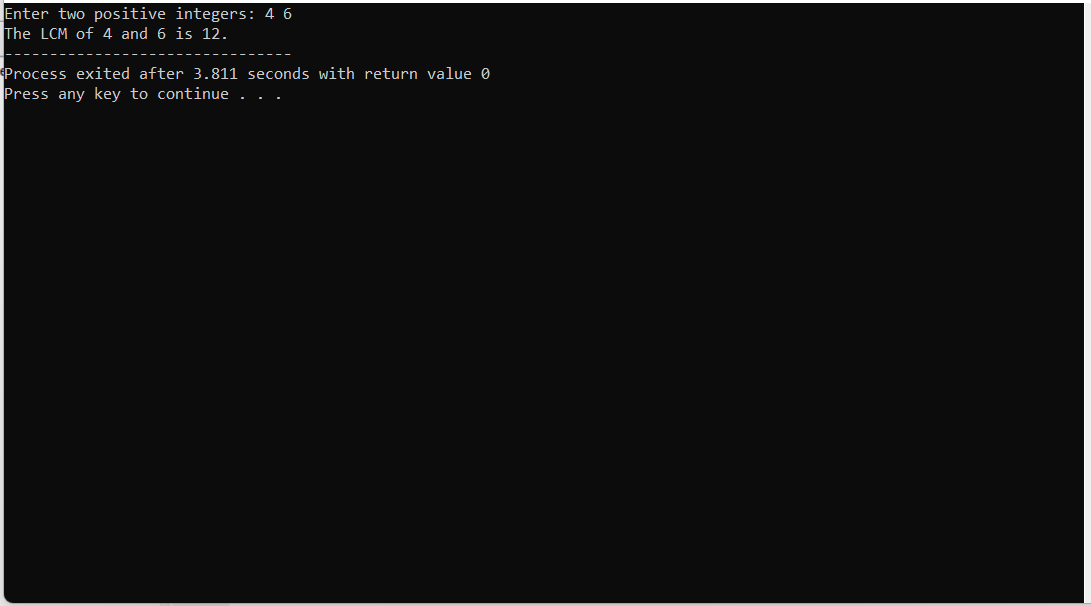 Enter two positive integers: 4 6
The LCM of 4 and 6 is 12.
--------------------------------
Process exited after 3.811 seconds with return value 0
Press any key to continue . . .